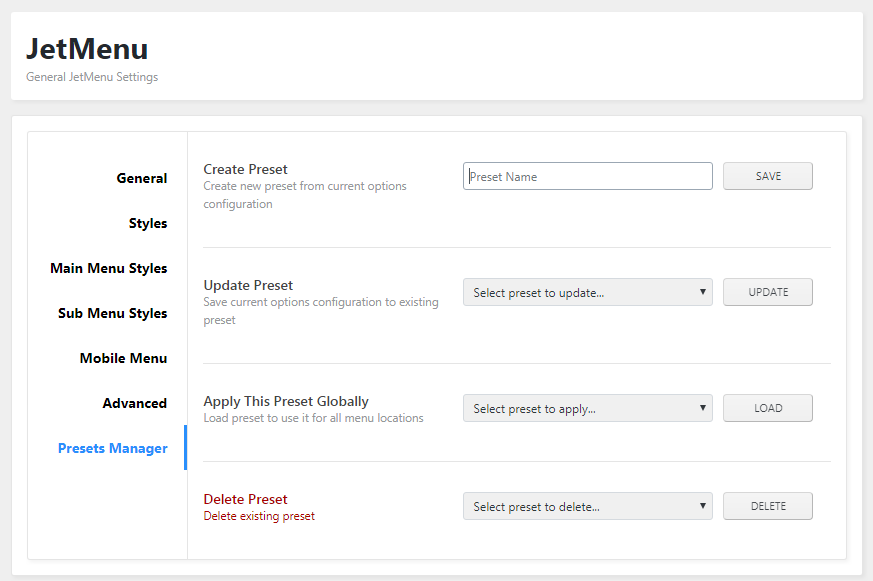 JetMenu
General JetMenu Settings
General
Styles
Main Menu Styles
Sub Menu Styles
Mobile Menu
Advanced
Presets Manager
Create Preset
Create new preset from current options
configuration
Preset Name
SAVE
Update Preset
Save current options configuration to existing
preset
Select preset to update...
UPDATE
Apply This Preset Globally
Load preset to use it for all menu locations
Select preset to apply...
LOAD
Delete Preset
Delete existing preset
Select preset to delete...
DELETE